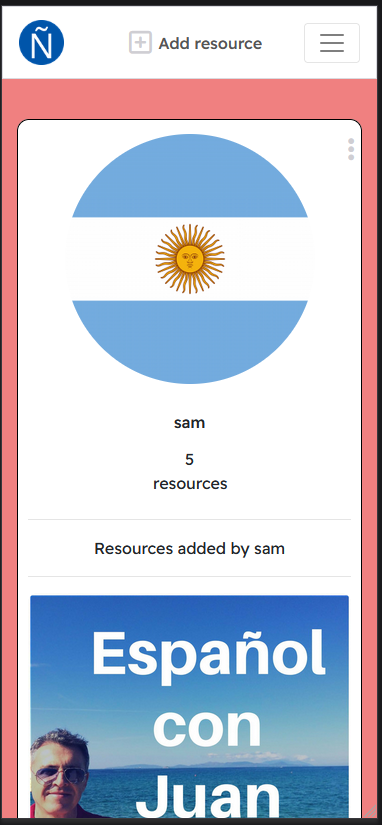 Ñ
Add resource
sam
5
resources
Resources added by sam
Español
con
Juan